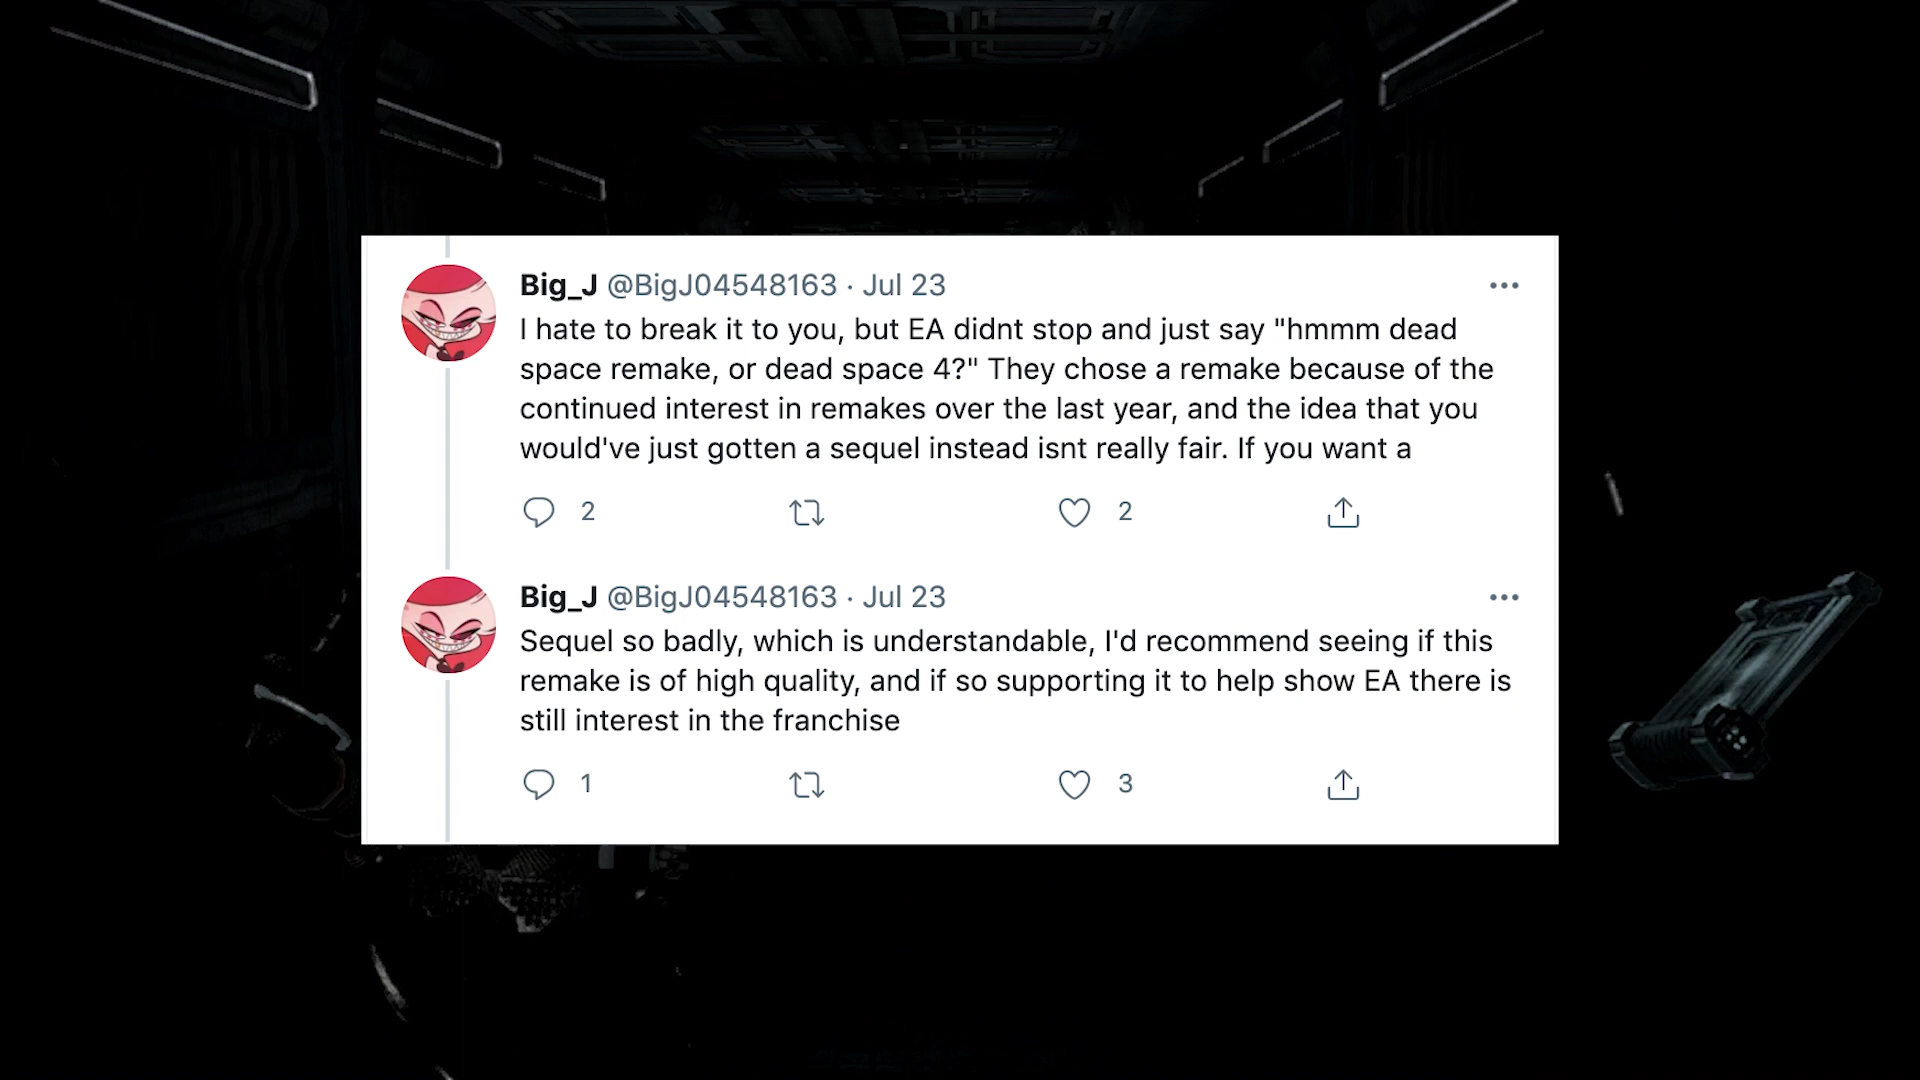 Big_J @BigJ04548163 · Jul 23
I hate to break it to you, but EA didnt stop and just say "hmmm dead
space remake, or dead space 4?" They chose a remake because of the
continued interest in remakes over the last year, and the idea that you
would've just gotten a sequel instead isnt really fair. If you want a
2 2
Big_J @BigJ04548163 · Jul 23
Sequel so badly, which is understandable, I'd recommend seeing if this
remake is of high quality, and if so supporting it to help show EA there is
still interest in the franchise
1 3